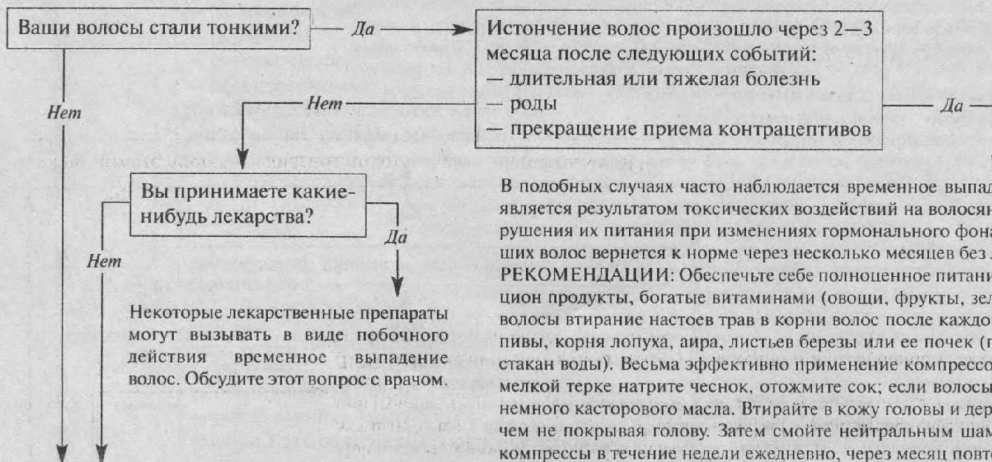 Ваши волосы стали тонкими?
Да
Истончение волос произошло через 2—3
месяца после следующих событий:
— длительная или тяжелая болезнь
— роды
— прекращение приема контрацептивов
Нет
Нет
Да
Вы принимаете какие-
нибудь лекарства?
Нет
Да
Некоторые лекарственные препараты
могут вызывать в виде побочного
действия временное выпадение
волос. Обсудите этот вопрос с врачом.
В подобных случаях часто наблюдается временное выпад
является результатом токсических воздействий на волосян
рушения их питания при изменениях гормонального фона
ших волос вернется к норме через несколько месяцев без
РЕКОМЕНДАЦИИ: Обеспечьте себе полноценное питани
цион продукты, богатые витаминами (овощи, фрукты, зел
волосы втирание настоев трав в корни волос после каждо
пивы, корня лопуха, аира, листьев березы или ее почек (г
стакан воды). Весьма эффективно применение компрессо
мелкой терке натрите чеснок, отожмите сок; если волосы
немного касторового масла. Втирайте в кожу головы и дер
чем не покрывая голову. Затем смойте нейтральным шам
компрессы в течение недели ежедневно, через месяц повто